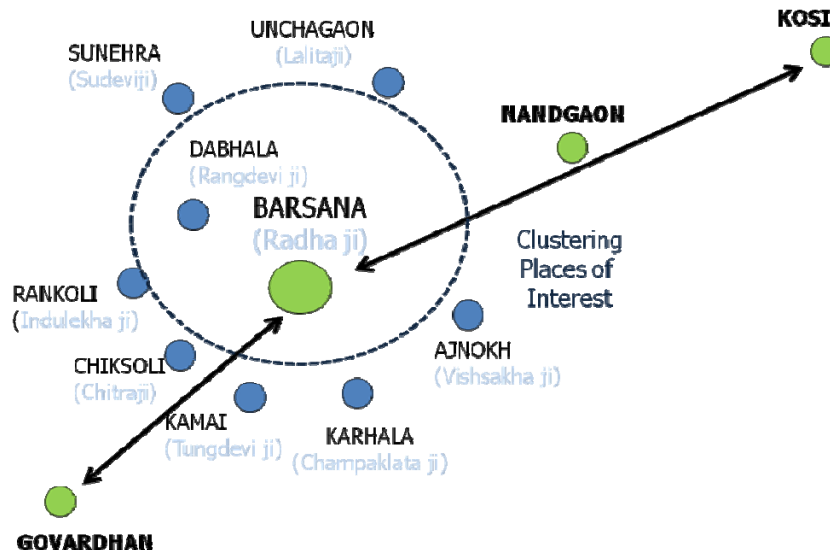 KOSI
UNCHAGAON
(Lalitaji)
SUNEHRA
(Sudeviji)
NANDGAON
DABHALA
(Rangdevi ji)
BARSANA
(Radha ji)
Clustering
Places of
Interest
RANKOLI
(Indulekha ji)
AJNOKH
(Vishsakha ji)
CHIKSOLI
(Chitraji)
KAMAI
(Tungdevi ji)
KARHALA
(Champaklata ji)
GOVARDHAN